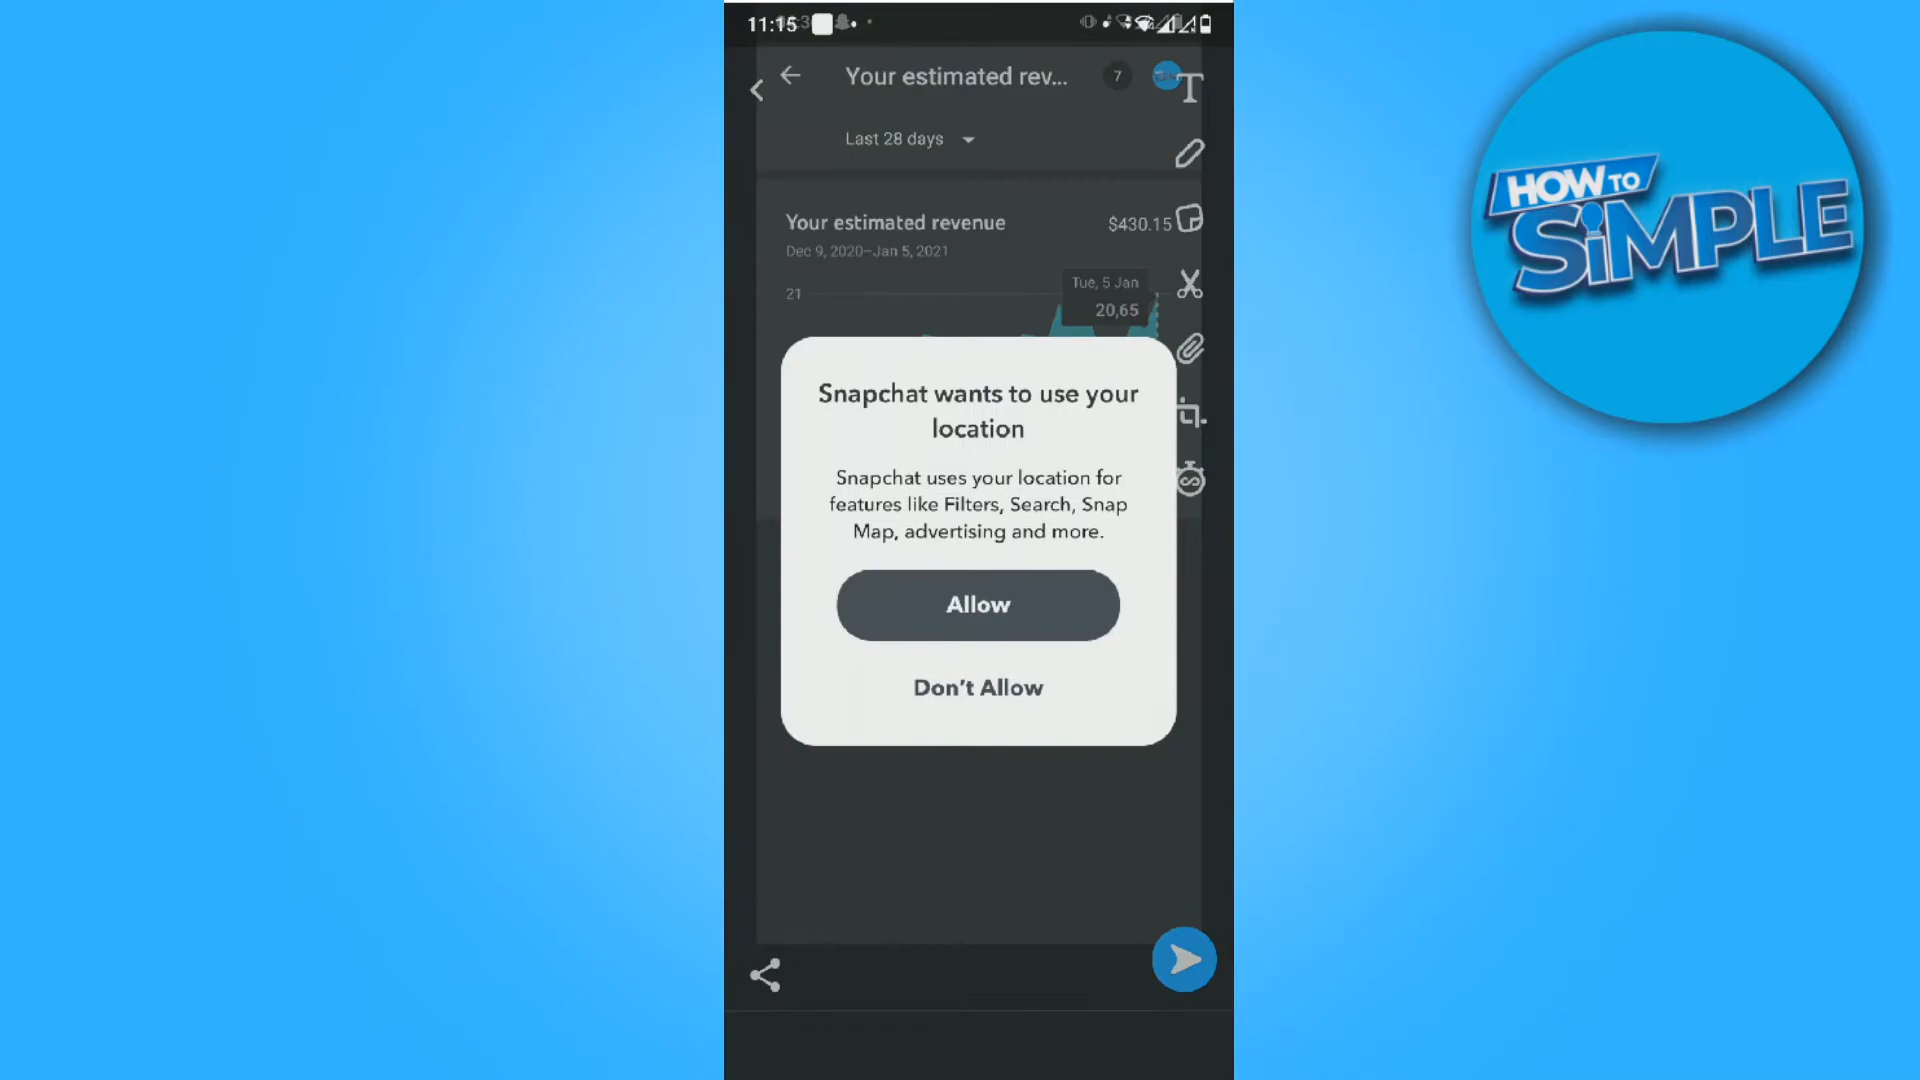 11:15
Your estimated rev...
7
Last 28 days
Your estimated revenue
$430.15
Dec 9, 2020–Jan 5, 2021
21
Tue, 5 Jan
20,65
Snapchat wants to use your
location
Snapchat uses your location for
features like Filters, Search, Snap
Map, advertising and more.
Allow
Don't Allow
T
HOW TO
SiMPLE